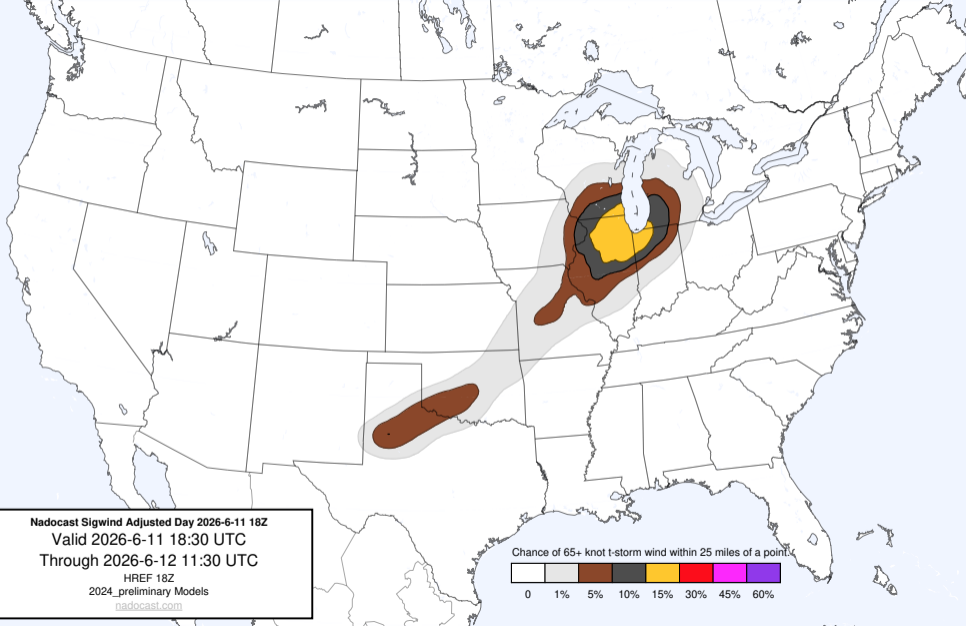 Nadocast Sigwind Adjusted Day 2026-6-11 18Z
Valid 2026-6-11 18:30 UTC
Through 2026-6-12 11:30 UTC
HREF 18Z
2024_preliminary Models
nadocast.com
Chance of 65+ knot t-storm wind within 25 miles of a point.
0 1% 5% 10% 15% 30% 45% 60%